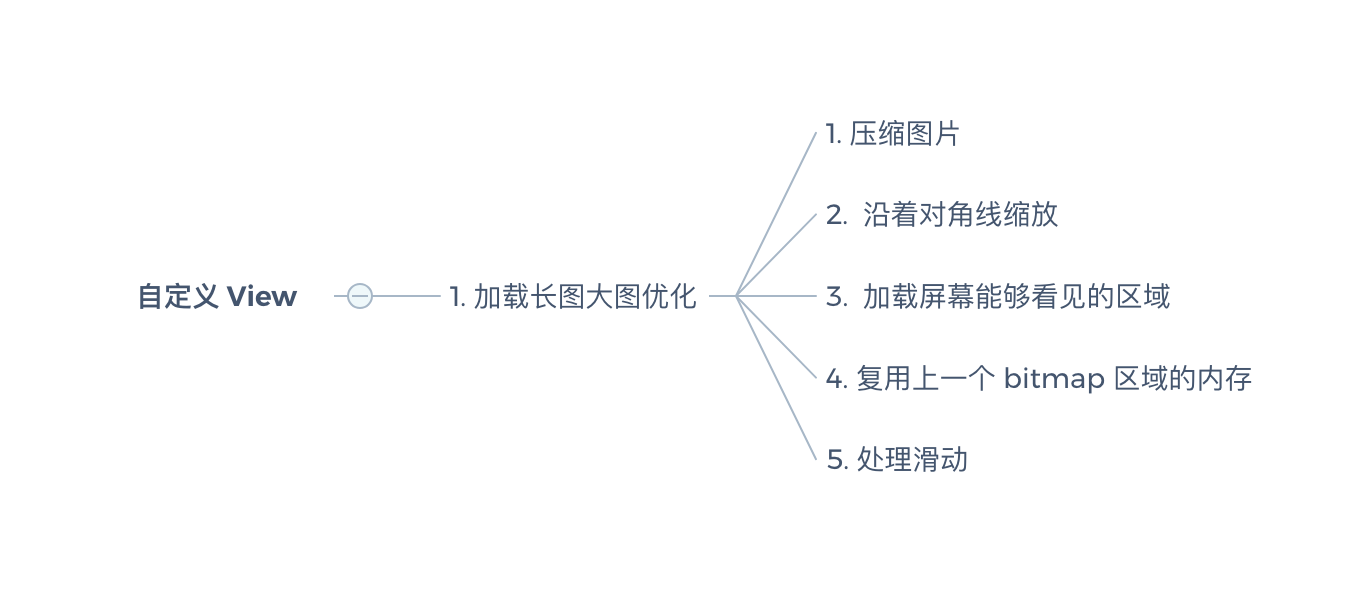 自定义 View
1. 加载长图大图优化
1. 压缩图片
2. 沿着对角线缩放
3. 加载屏幕能够看见的区域
4. 复用上一个 bitmap 区域的内存
5. 处理滑动